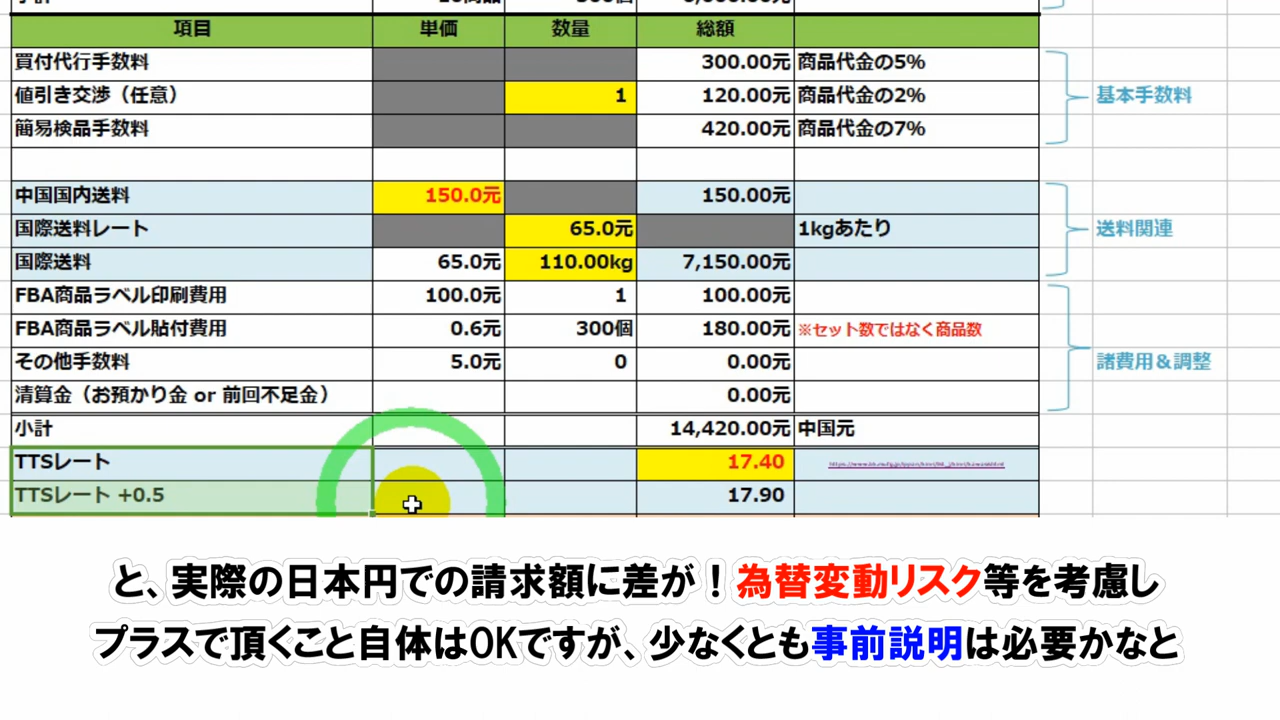 項目 単価 数量 総額
買付代行手数料 300.00元 商品代金の5%
値引き交渉（任意） 1 120.00元 商品代金の2%
簡易検品手数料 420.00元 商品代金の7%
基本手数料
中国国内送料 150.0元 150.00元
国際送料レート 65.0元 1kgあたり
国際送料 65.0元 110.00kg 7,150.00元
送料関連
FBA商品ラベル印刷費用 100.0元 1 100.00元
FBA商品ラベル貼付費用 0.6元 300個 180.00元 ※セット数ではなく商品数
その他手数料 5.0元 0 0.00元
清算金（お預かり金 or 前回不足金） 0.00元
諸費用＆調整
小計 14,420.00元 中国元
TTSレート 17.40
TTSレート +0.5 17.90
と、実際の日本円での請求額に差が！為替変動リスク等を考慮し
プラスで頂くこと自体はOKですが、少なくとも事前説明は必要かなと